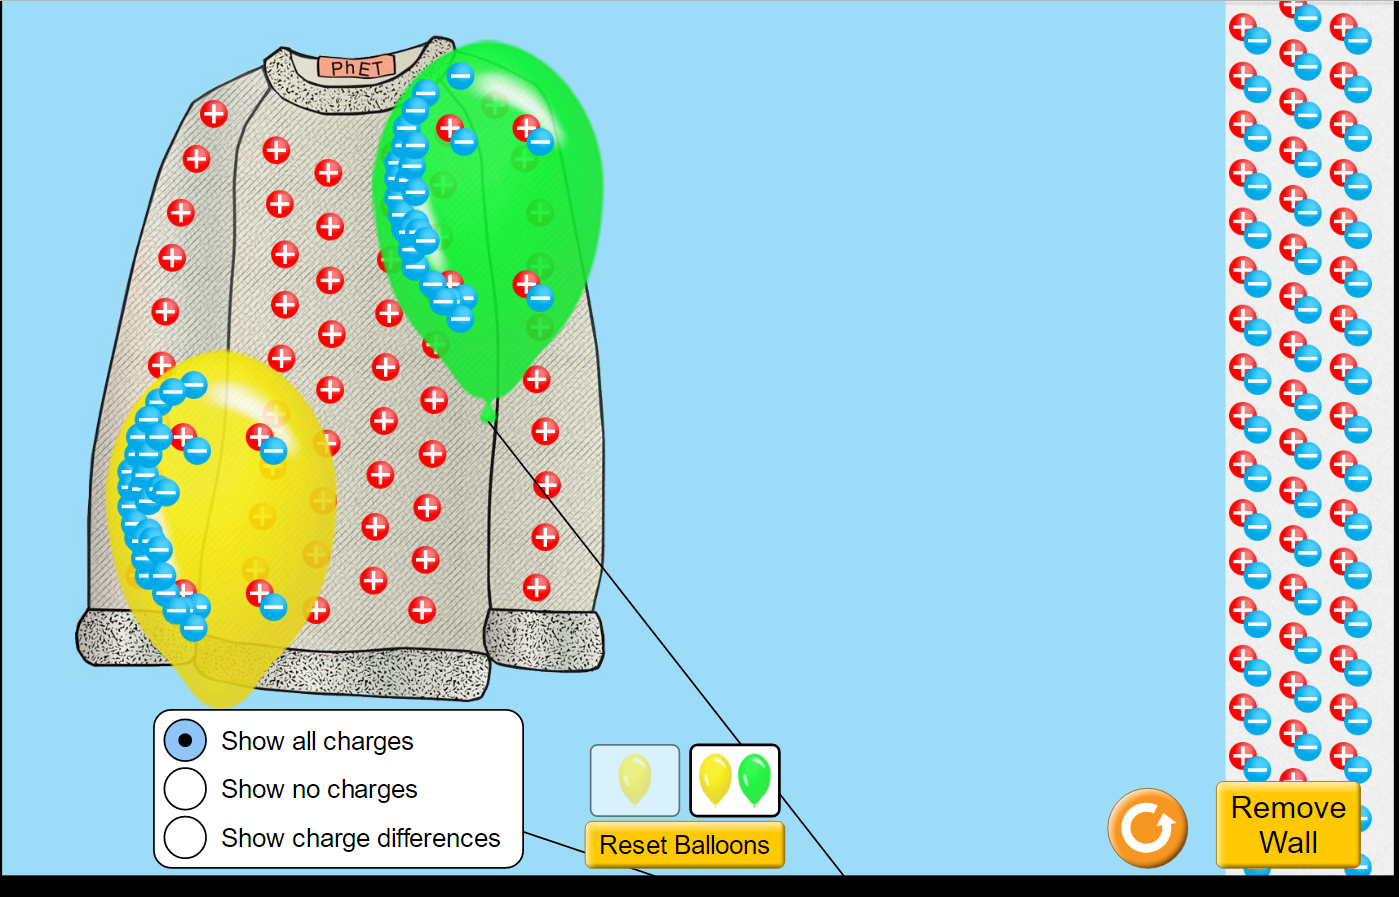 PhET
Show all charges
Show no charges
Show charge differences
Reset Balloons
Remove
Wall